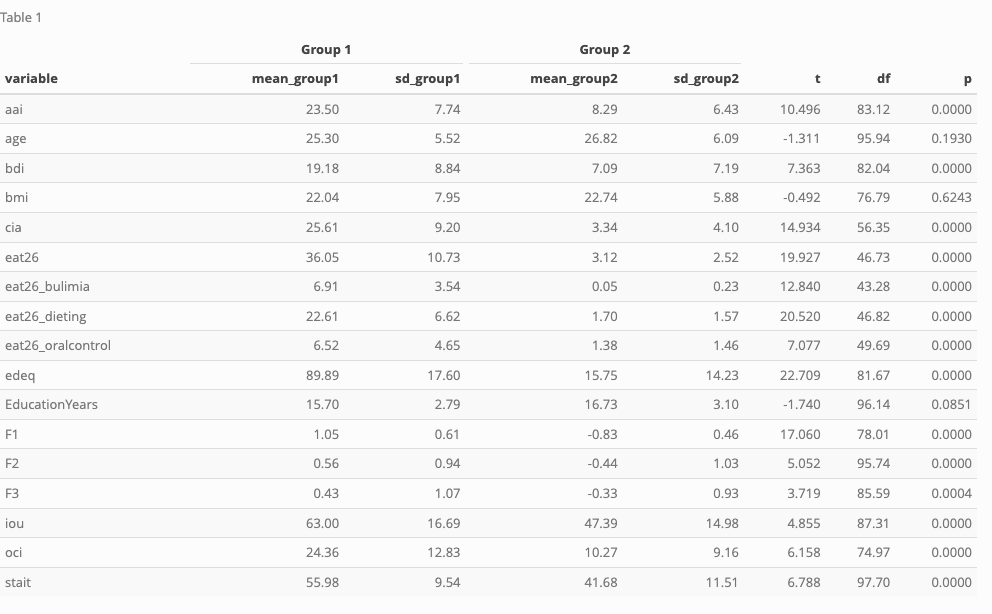 Table 1
Group 1 Group 2
variable mean_group1 sd_group1 mean_group2 sd_group2 t df p
aai 23.50 7.74 8.29 6.43 10.496 83.12 0.0000
age 25.30 5.52 26.82 6.09 -1.311 95.94 0.1930
bdi 19.18 8.84 7.09 7.19 7.363 82.04 0.0000
bmi 22.04 7.95 22.74 5.88 -0.492 76.79 0.6243
cia 25.61 9.20 3.34 4.10 14.934 56.35 0.0000
eat26 36.05 10.73 3.12 2.52 19.927 46.73 0.0000
eat26_bulimia 6.91 3.54 0.05 0.23 12.840 43.28 0.0000
eat26_dieting 22.61 6.62 1.70 1.57 20.520 46.82 0.0000
eat26_oralcontrol 6.52 4.65 1.38 1.46 7.077 49.69 0.0000
edeq 89.89 17.60 15.75 14.23 22.709 81.67 0.0000
EducationYears 15.70 2.79 16.73 3.10 -1.740 96.14 0.0851
F1 1.05 0.61 -0.83 0.46 17.060 78.01 0.0000
F2 0.56 0.94 -0.44 1.03 5.052 95.74 0.0000
F3 0.43 1.07 -0.33 0.93 3.719 85.59 0.0004
iou 63.00 16.69 47.39 14.98 4.855 87.31 0.0000
oci 24.36 12.83 10.27 9.16 6.158 74.97 0.0000
stait 55.98 9.54 41.68 11.51 6.788 97.70 0.0000